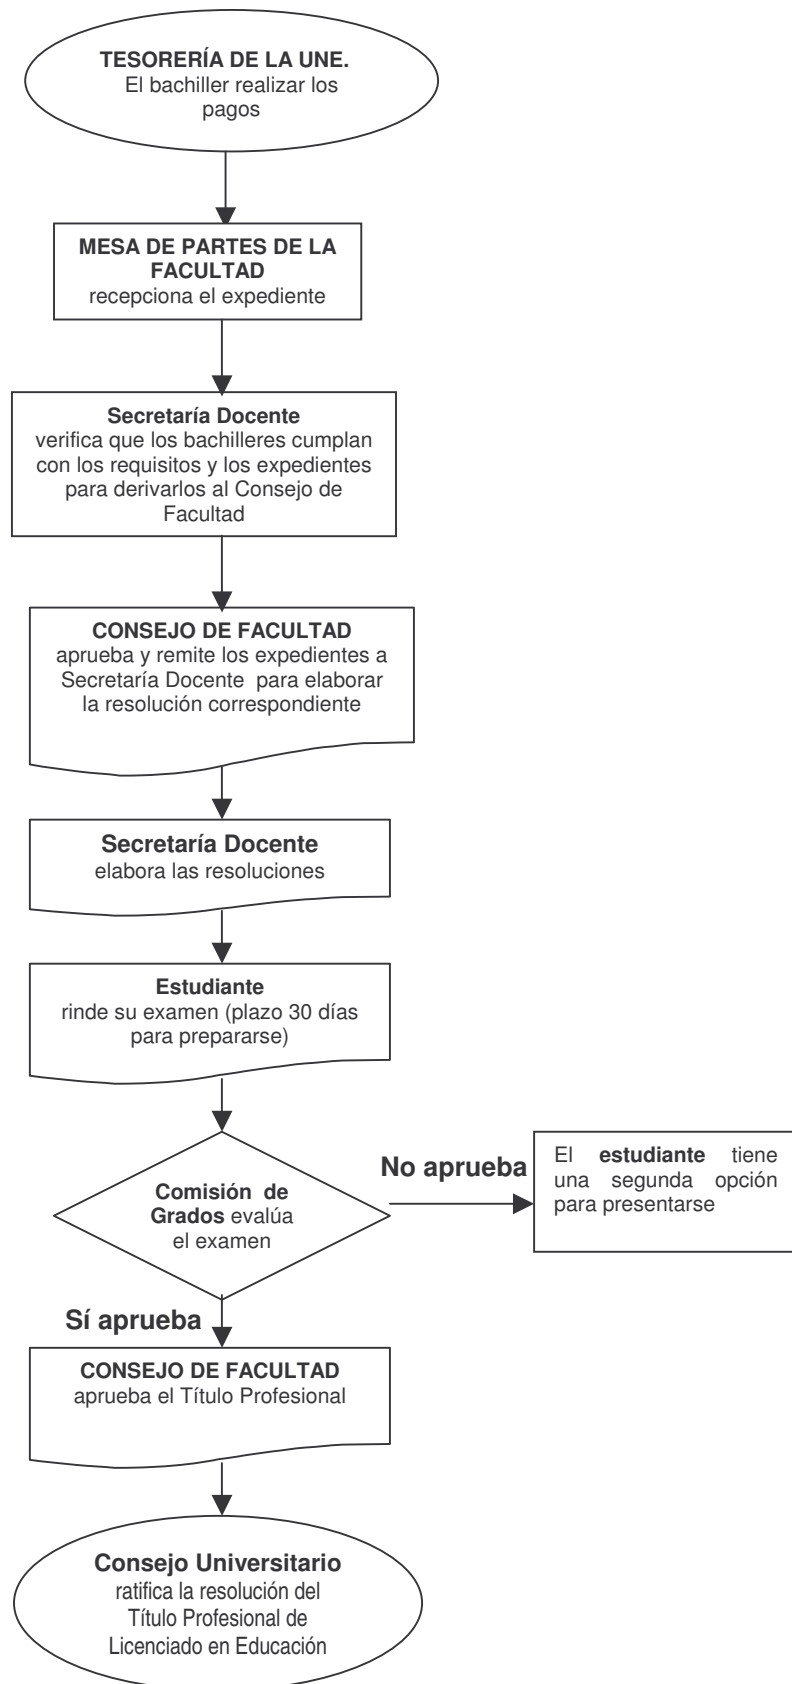 TESORERÍA DE LA UNE.
El bachiller realizar los
pagos
MESA DE PARTES DE LA
FACULTAD
recepciona el expediente
Secretaría Docente
verifica que los bachilleres cumplan
con los requisitos y los expedientes
para derivarlos al Consejo de
Facultad
CONSEJO DE FACULTAD
aprueba y remite los expedientes a
Secretaría Docente para elaborar
la resolución correspondiente
Secretaría Docente
elabora las resoluciones
Estudiante
rinde su examen (plazo 30 días
para prepararse)
Comisión de
Grados evalúa
el examen
No aprueba
El estudiante tiene
una segunda opción
para presentarse
Sí aprueba
CONSEJO DE FACULTAD
aprueba el Título Profesional
Consejo Universitario
ratifica la resolución del
Título Profesional de
Licenciado en Educación